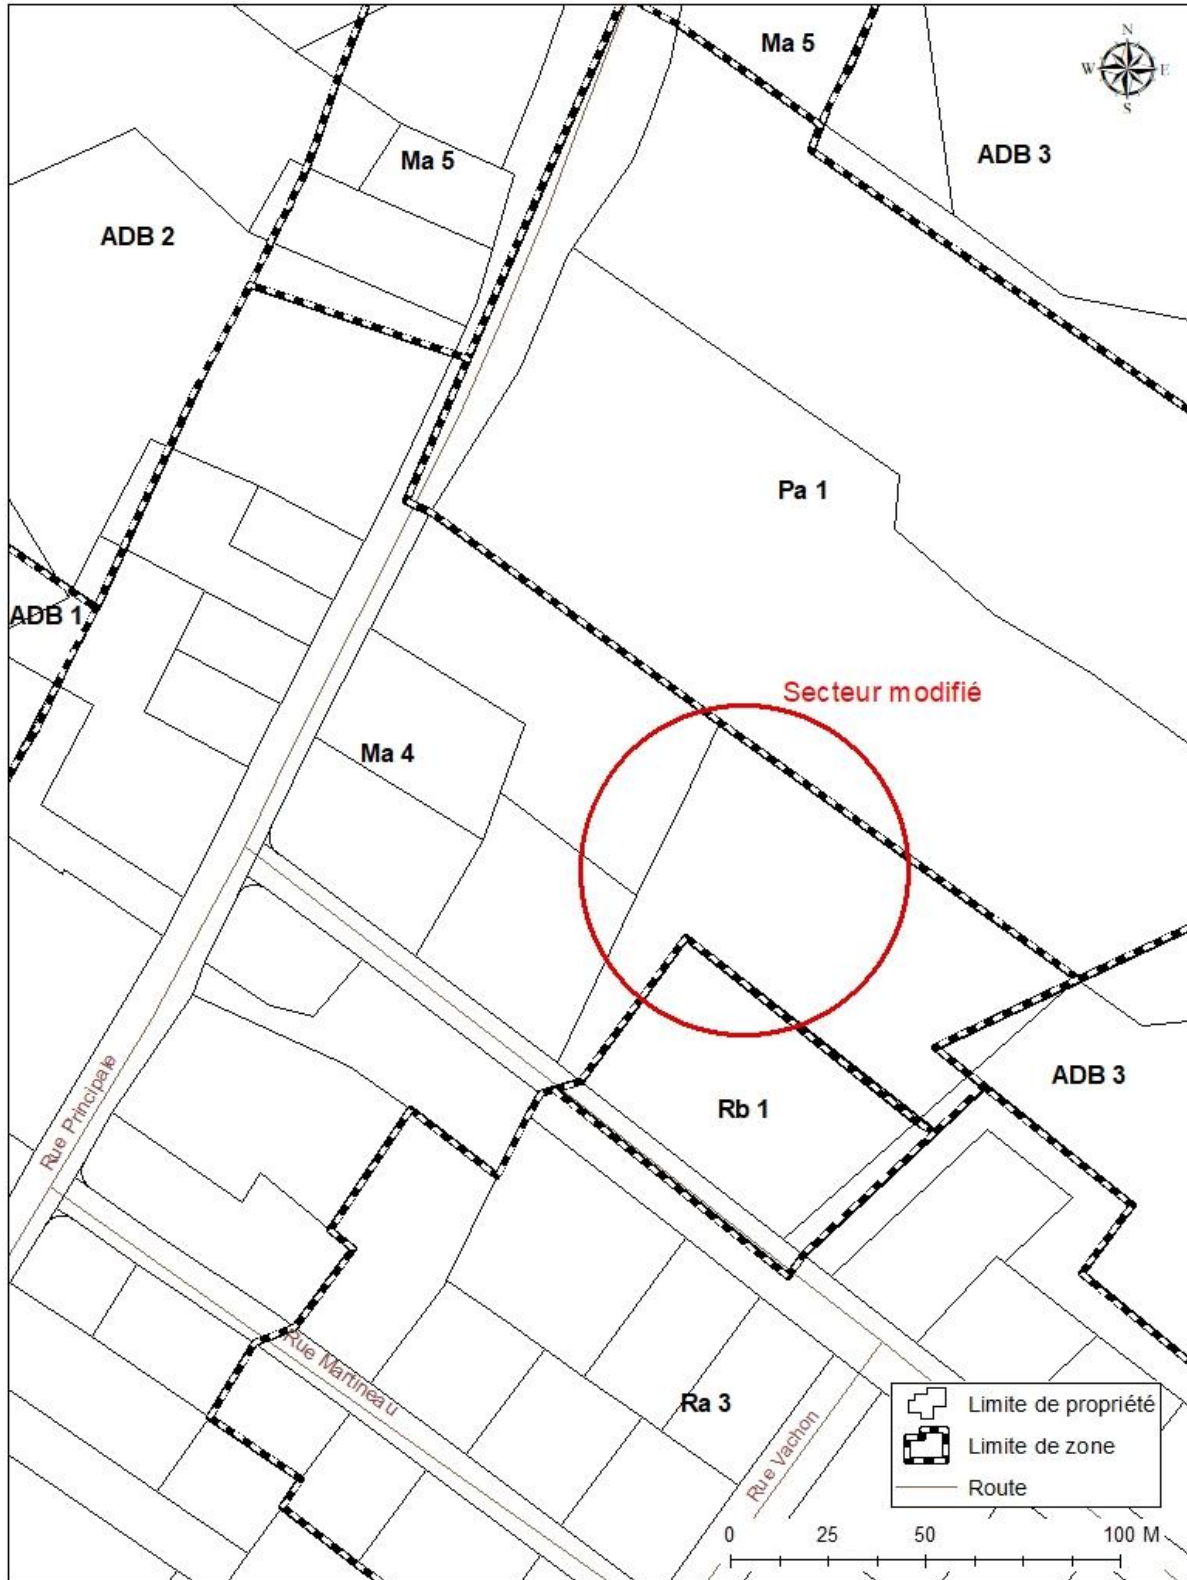 N
W E
S
Ma 5
ADB 3
Ma 5
ADB 2
Pa 1
ADB 1
Secteur modifié
Ma 4
Rue Principale
ADB 3
Rb 1
Rue Martineau
Ra 3
Rue Vachon
Limite de propriété
Limite de zone
Route
0 25 50 100 M